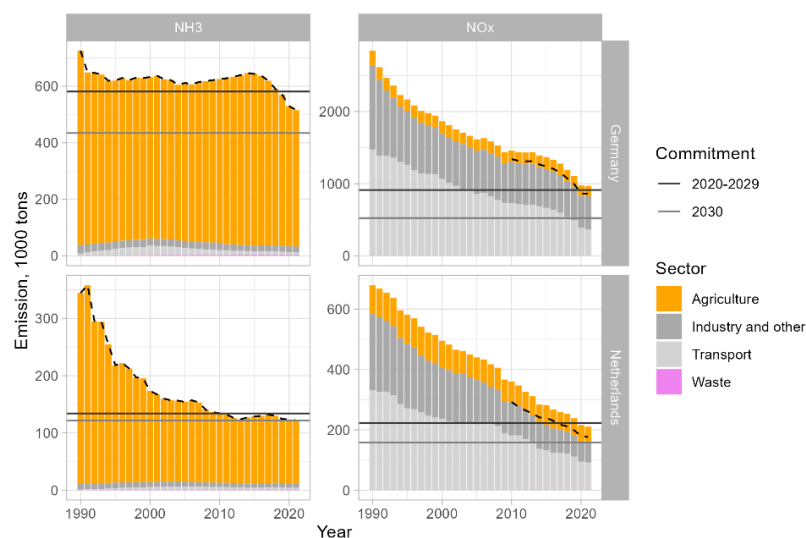 NH3
NOx
600
400
200
0
2000
1000
0
Germany
300
200
100
0
600
400
200
0
Netherlands
1990
2000
2010
2020
1990
2000
2010
2020
Year
Emission, 1000 tons
Commitment
2020-2029
2030
Sector
Agriculture
Industry and other
Transport
Waste